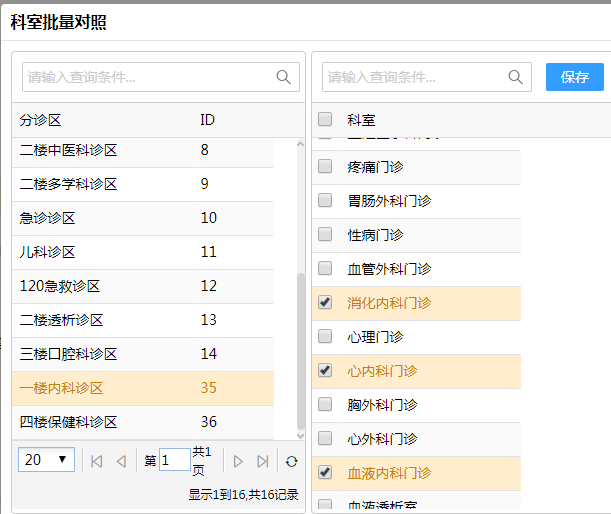 科室批量对照
请输入查询条件...
分诊区 ID
二楼中医科诊区 8
二楼多学科诊区 9
急诊诊区 10
儿科诊区 11
120急救诊区 12
二楼透析诊区 13
三楼口腔科诊区 14
一楼内科诊区 35
四楼保健科诊区 36
20 第 1 共1页
显示1到16,共16记录
请输入查询条件... 保存
科室
疼痛门诊
胃肠外科门诊
性病门诊
血管外科门诊
消化内科门诊
心理门诊
心内科门诊
胸外科门诊
心外科门诊
血液内科门诊
血液透析室